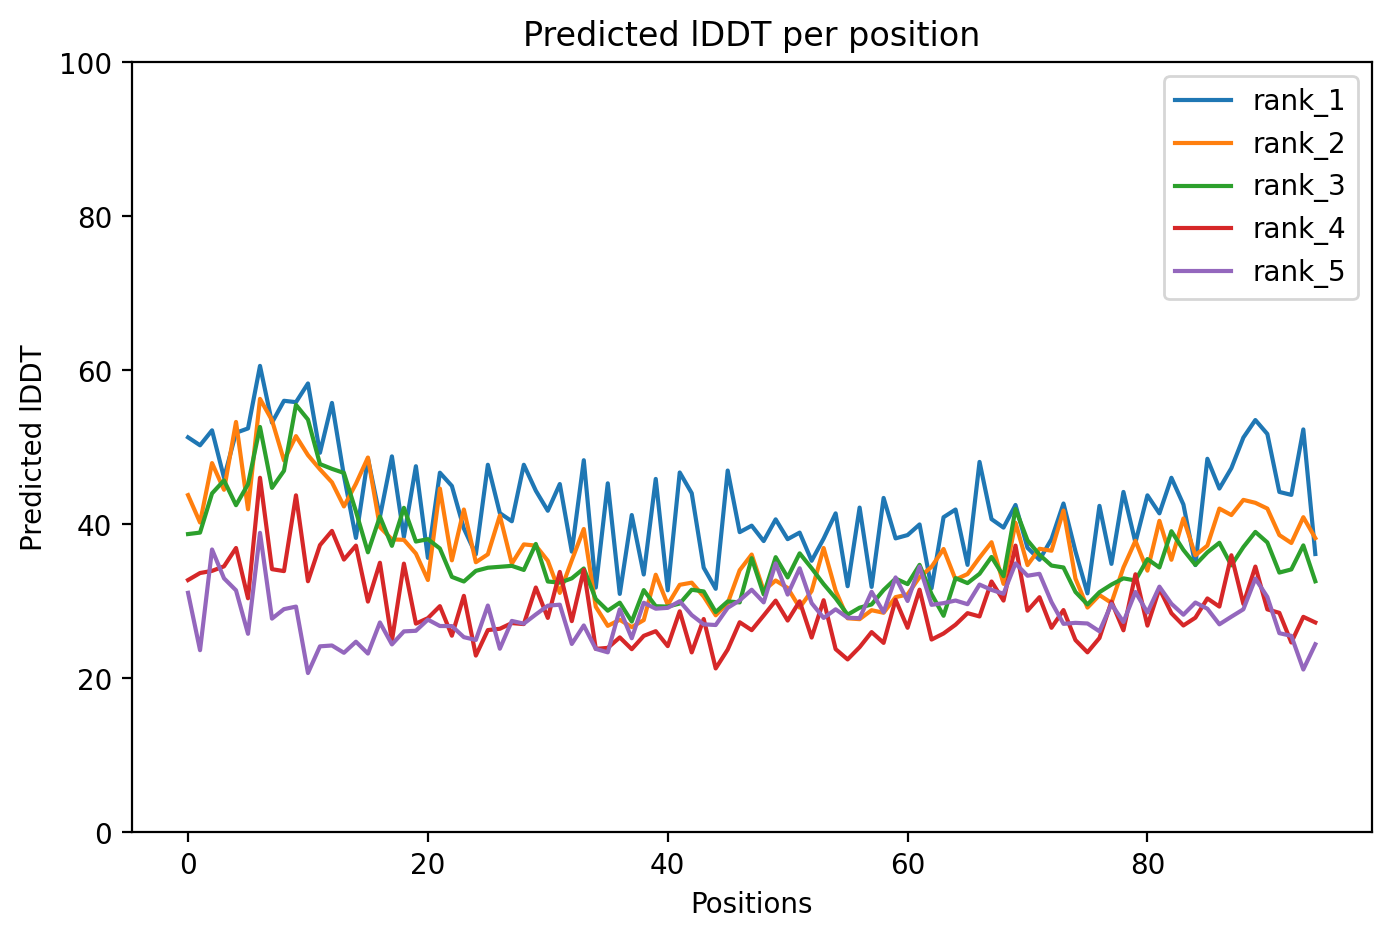 Predicted lDDT per position
100
80
60
40
20
0
Predicted lDDT
0 20 40 60 80
Positions
rank_1
rank_2
rank_3
rank_4
rank_5